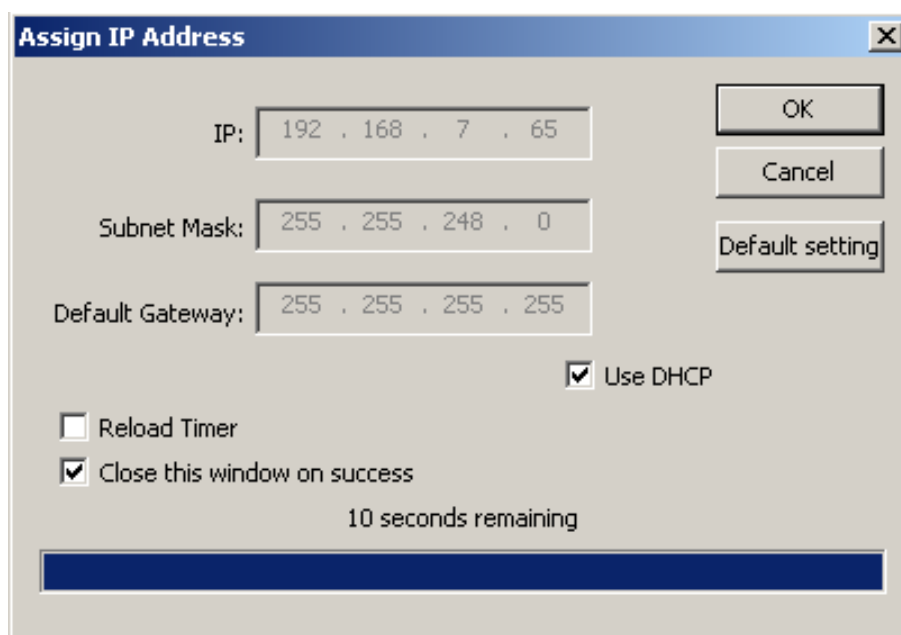 Assign IP Address
IP: 192 . 168 . 7 . 65
OK
Cancel
Subnet Mask: 255 . 255 . 248 . 0
Default setting
Default Gateway: 255 . 255 . 255 . 255
Use DHCP
Reload Timer
Close this window on success
10 seconds remaining